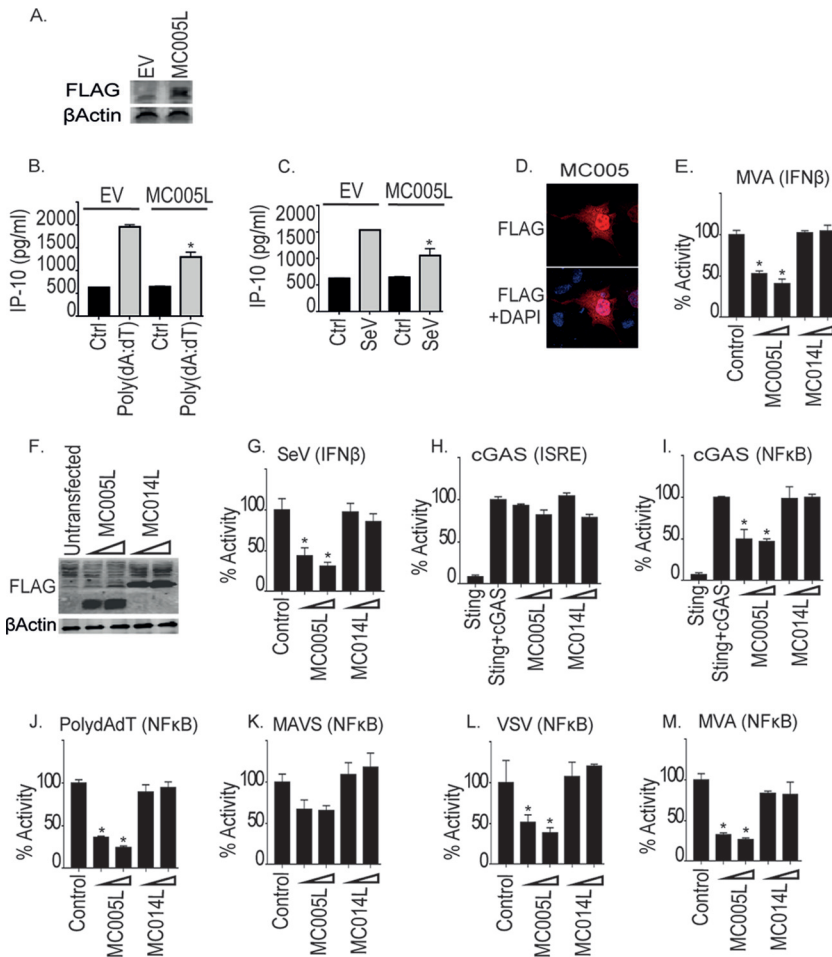 A.
EV
MC005L
FLAG
βActin
B.
EV MC005L
2000
1500
1000
500
0
IP-10 (pg/ml)
Ctrl
Poly(dA:dT)
Ctrl
Poly(dA:dT)
*
C.
EV MC005L
2000
1500
1000
500
0
IP-10 (pg/ml)
Ctrl
SeV
Ctrl
SeV
*
D.
MC005
FLAG
FLAG
+DAPI
E.
MVA (IFNβ)
100
50
0
% Activity
* *
Control
MC005L
MC014L
F.
Untransfected
MC005L
MC014L
FLAG
βActin
G.
SeV (IFNβ)
100
50
0
% Activity
* *
Control
MC005L
MC014L
H.
cGAS (ISRE)
100
50
0
% Activity
Sting
Sting+cGAS
MC005L
MC014L
I.
cGAS (NFκB)
100
50
0
% Activity
* *
Sting
Sting+cGAS
MC005L
MC014L
J.
PolydAdT (NFκB)
100
50
0
% Activity
* *
Control
MC005L
MC014L
K.
MAVS (NFκB)
100
50
0
% Activity
Control
MC005L
MC014L
L.
VSV (NFκB)
100
50
0
% Activity
* *
Control
MC005L
MC014L
M.
MVA (NFκB)
100
50
0
% Activity
* *
Control
MC005L
MC014L